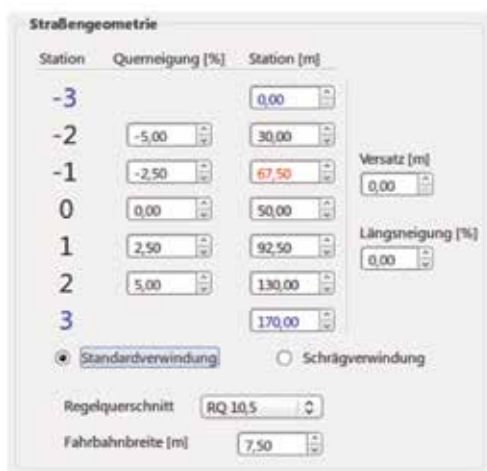 Straßengeometrie
Station Querneigung [%] Station [m]
-3 0,00
-2 -5,00 30,00
-1 -2,50 67,50
Versatz [m]
0,00
0 0,00 50,00
Längsneigung [%]
1 2,50 92,50
0,00
2 5,00 130,00
3 170,00
Standardverwindung Schrägverwindung
Regelquerschnitt RQ 10,5
Fahrbahnbreite [m] 7,50